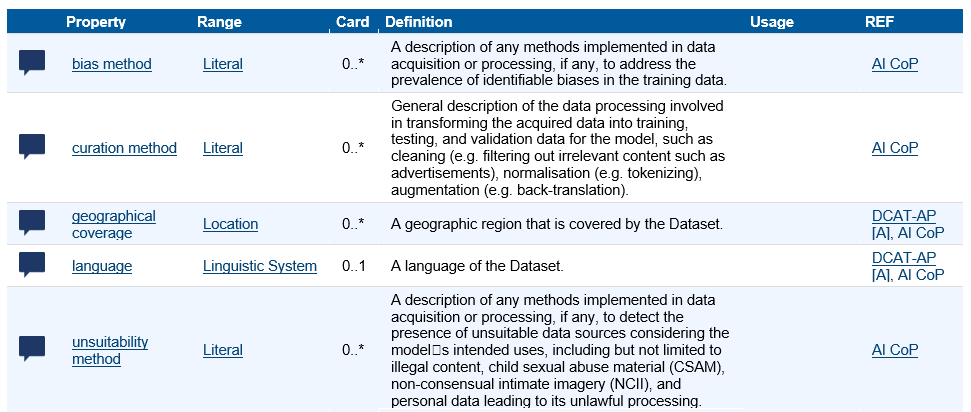 Property Range Card Definition Usage REF
bias method Literal 0..* A description of any methods implemented in data
acquisition or processing, if any, to address the
prevalence of identifiable biases in the training data. AI CoP
curation method Literal 0..* General description of the data processing involved
in transforming the acquired data into training,
testing, and validation data for the model, such as
cleaning (e.g. filtering out irrelevant content such as
advertisements), normalisation (e.g. tokenizing),
augmentation (e.g. back-translation). AI CoP
geographical
coverage Location 0..* A geographic region that is covered by the Dataset. DCAT-AP
[A], AI CoP
language Linguistic System 0..1 A language of the Dataset. DCAT-AP
[A], AI CoP
unsuitability
method Literal 0..* A description of any methods implemented in data
acquisition or processing, if any, to detect the
presence of unsuitable data sources considering the
model□s intended uses, including but not limited to
illegal content, child sexual abuse material (CSAM),
non-consensual intimate imagery (NCII), and
personal data leading to its unlawful processing. AI CoP